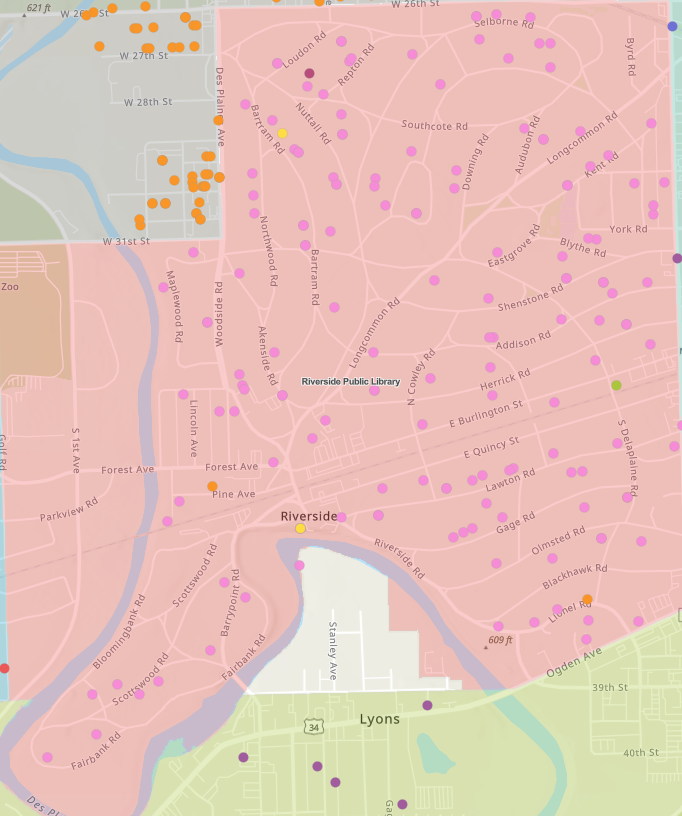 621 ft
W 26th St
W 26th St
W 27th St
W 28th St
Des Plain Ave
Loudon Rd
Repton Rd
Selborne Rd
Byrd Rd
Bartram Rd
Nuttall Rd
Southcote Rd
Downing Rd
Audubon Rd
Longcommon Rd
Kent Rd
York Rd
W 31st St
Northwood Rd
Bartram Rd
Eastgrove Rd
Blythe Rd
Zoo
Maplewood Rd
Woodside Rd
Shenstone Rd
Akenside Rd
Longcommon Rd
Addison Rd
N Cowley Rd
Herrick Rd
Riverside Public Library
Lincoln Ave
E Burlington St
Golf Rd
S 1st Ave
S Delaplaine Rd
E Quincy St
Forest Ave
Forest Ave
Lawton Rd
Pine Ave
Parkview Rd
Riverside
Gage Rd
Riverside Rd
Olmsted Rd
Scottswood Rd
Barrypoint Rd
Blackhawk Rd
Bloomingbank Rd
Lionel Rd
Stanley Ave
609 ft
Fairbank Rd
Ogden Ave
Scottswood Rd
39th St
34
Lyons
Fairbank Rd
40th St
Des Pl
Gag